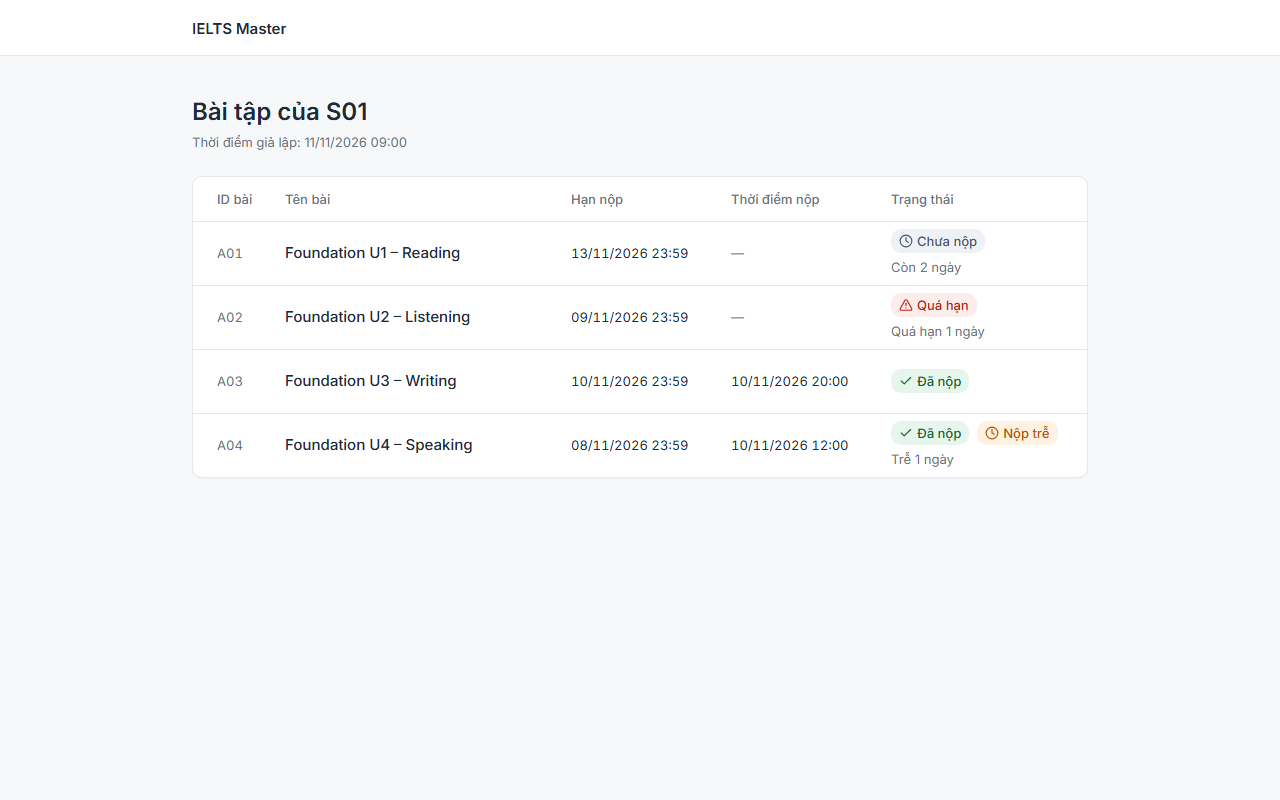 IELTS Master
Bài tập của S01
Thời điểm giả lập: 11/11/2026 09:00
ID bài Tên bài Hạn nộp Thời điểm nộp Trạng thái
A01 Foundation U1 – Reading 13/11/2026 23:59 — Chưa nộp
Còn 2 ngày
A02 Foundation U2 – Listening 09/11/2026 23:59 — Quá hạn
Quá hạn 1 ngày
A03 Foundation U3 – Writing 10/11/2026 23:59 10/11/2026 20:00 Đã nộp
A04 Foundation U4 – Speaking 08/11/2026 23:59 10/11/2026 12:00 Đã nộp Nộp trễ
Trễ 1 ngày